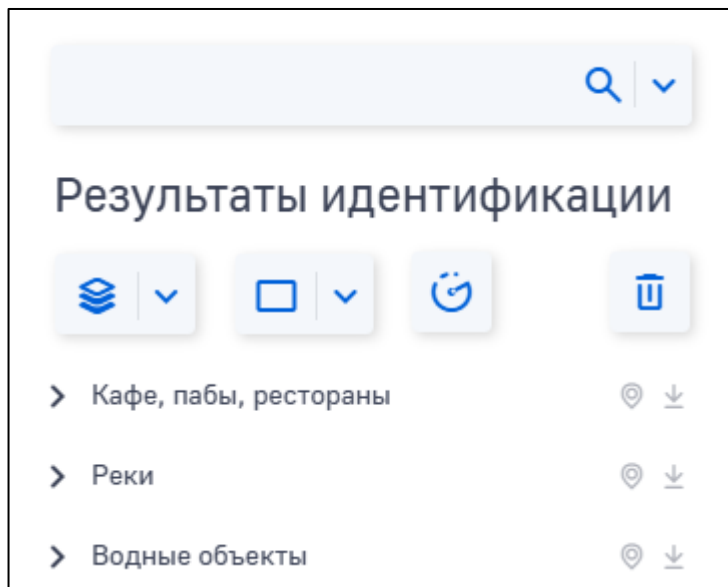 Результаты идентификации
Кафе, пабы, рестораны
Реки
Водные объекты